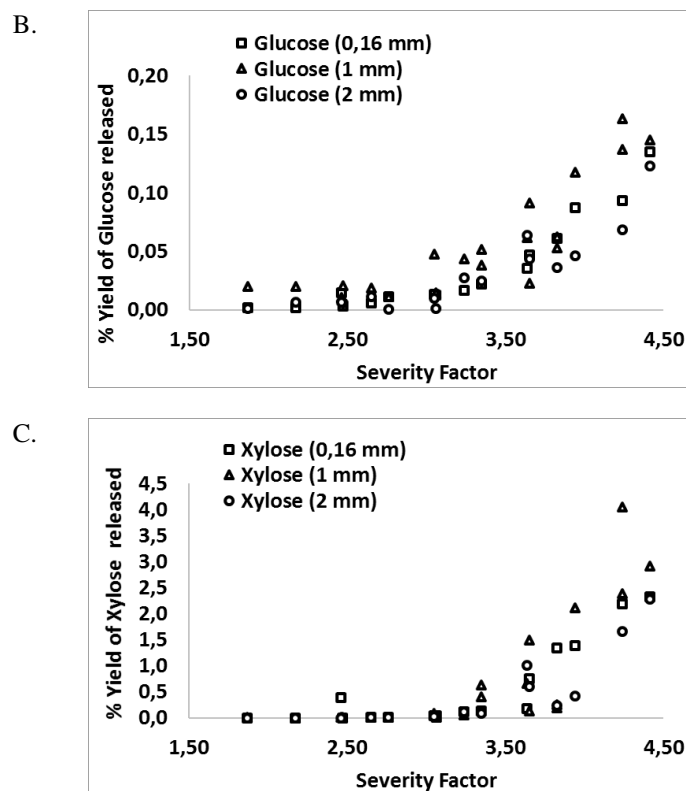 B.
Glucose (0,16 mm)
Glucose (1 mm)
Glucose (2 mm)
% Yield of Glucose released
0,20
0,15
0,10
0,05
0,00
1,50 2,50 3,50 4,50
Severity Factor
C.
Xylose (0,16 mm)
Xylose (1 mm)
Xylose (2 mm)
% Yield of Xylose released
4,5
4,0
3,5
3,0
2,5
2,0
1,5
1,0
0,5
0,0
1,50 2,50 3,50 4,50
Severity Factor